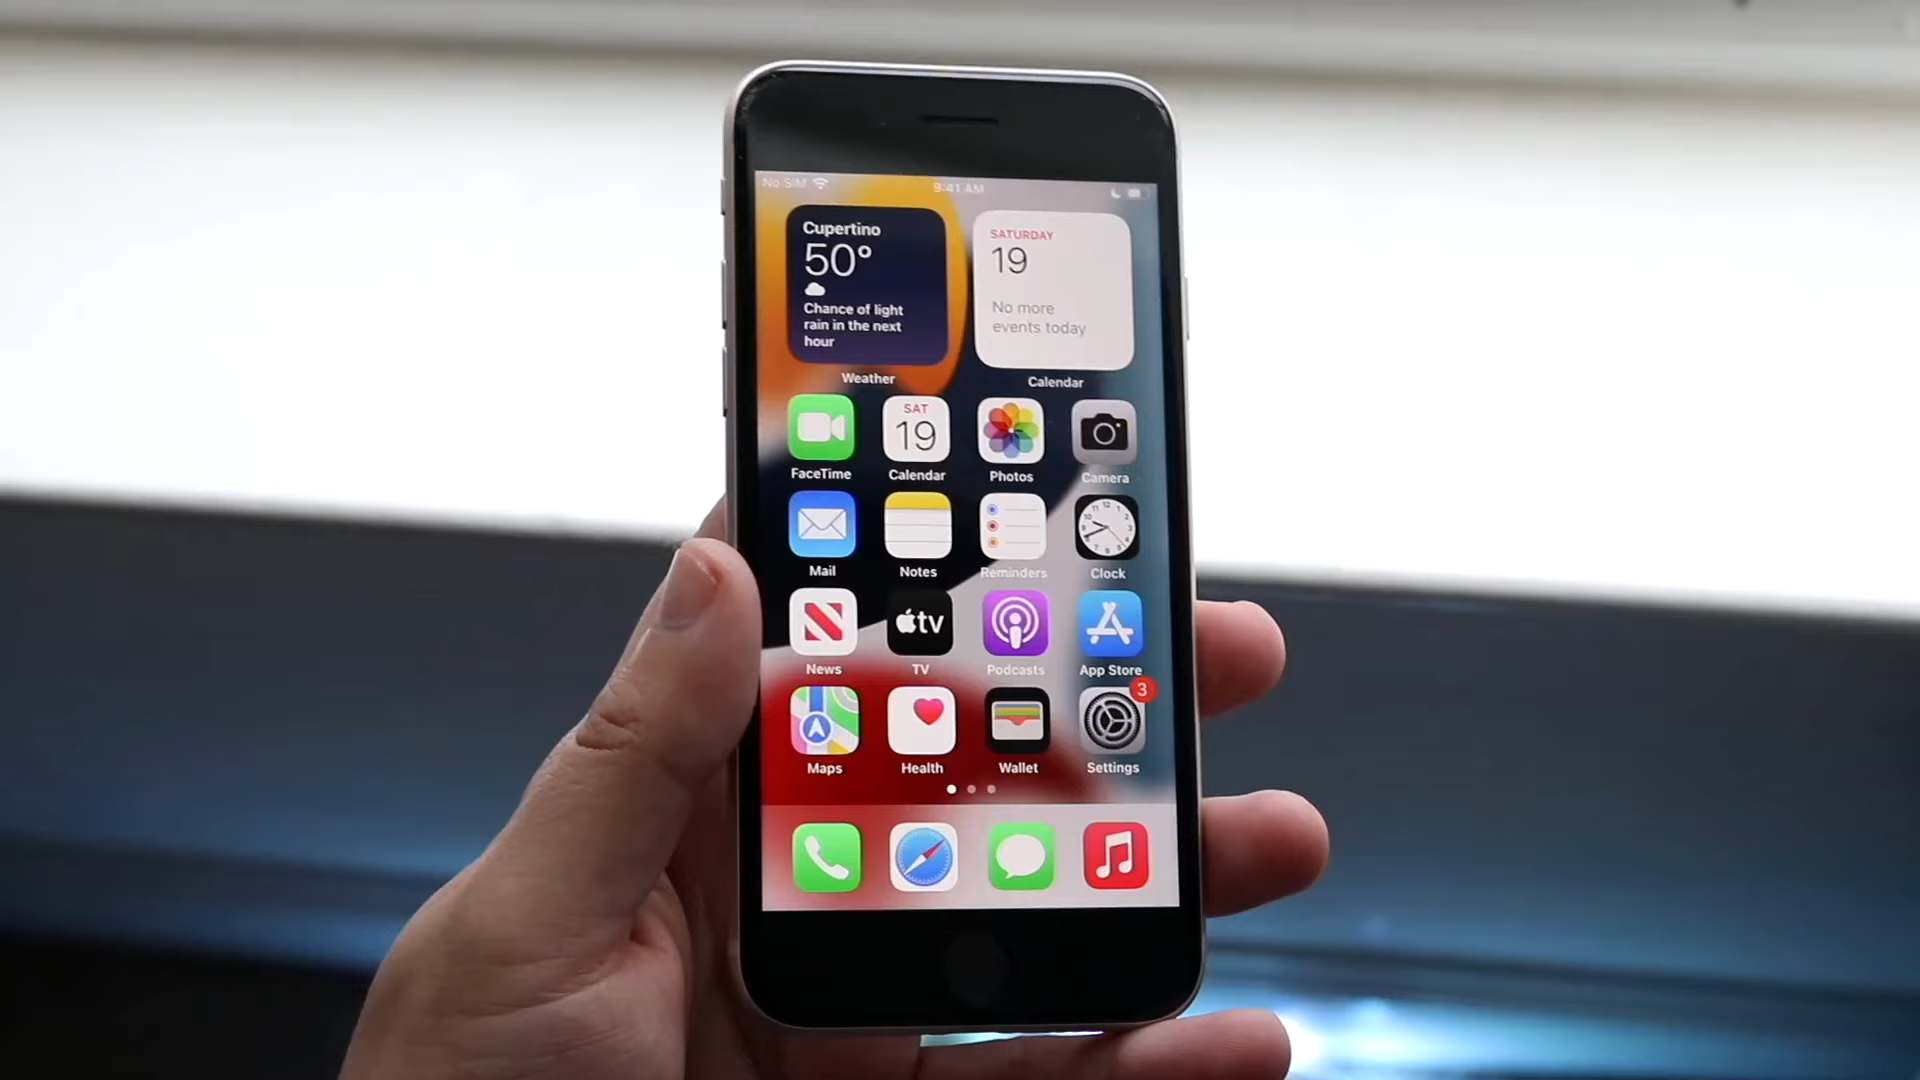 No SIM 9:41 AM
Cupertino
50°
Chance of light
rain in the next
hour
Weather
SATURDAY
19
No more
events today
Calendar
SAT
19
FaceTime Calendar Photos Camera
Mail Notes Reminders Clock
tv
News TV Podcasts App Store
3
Maps Health Wallet Settings